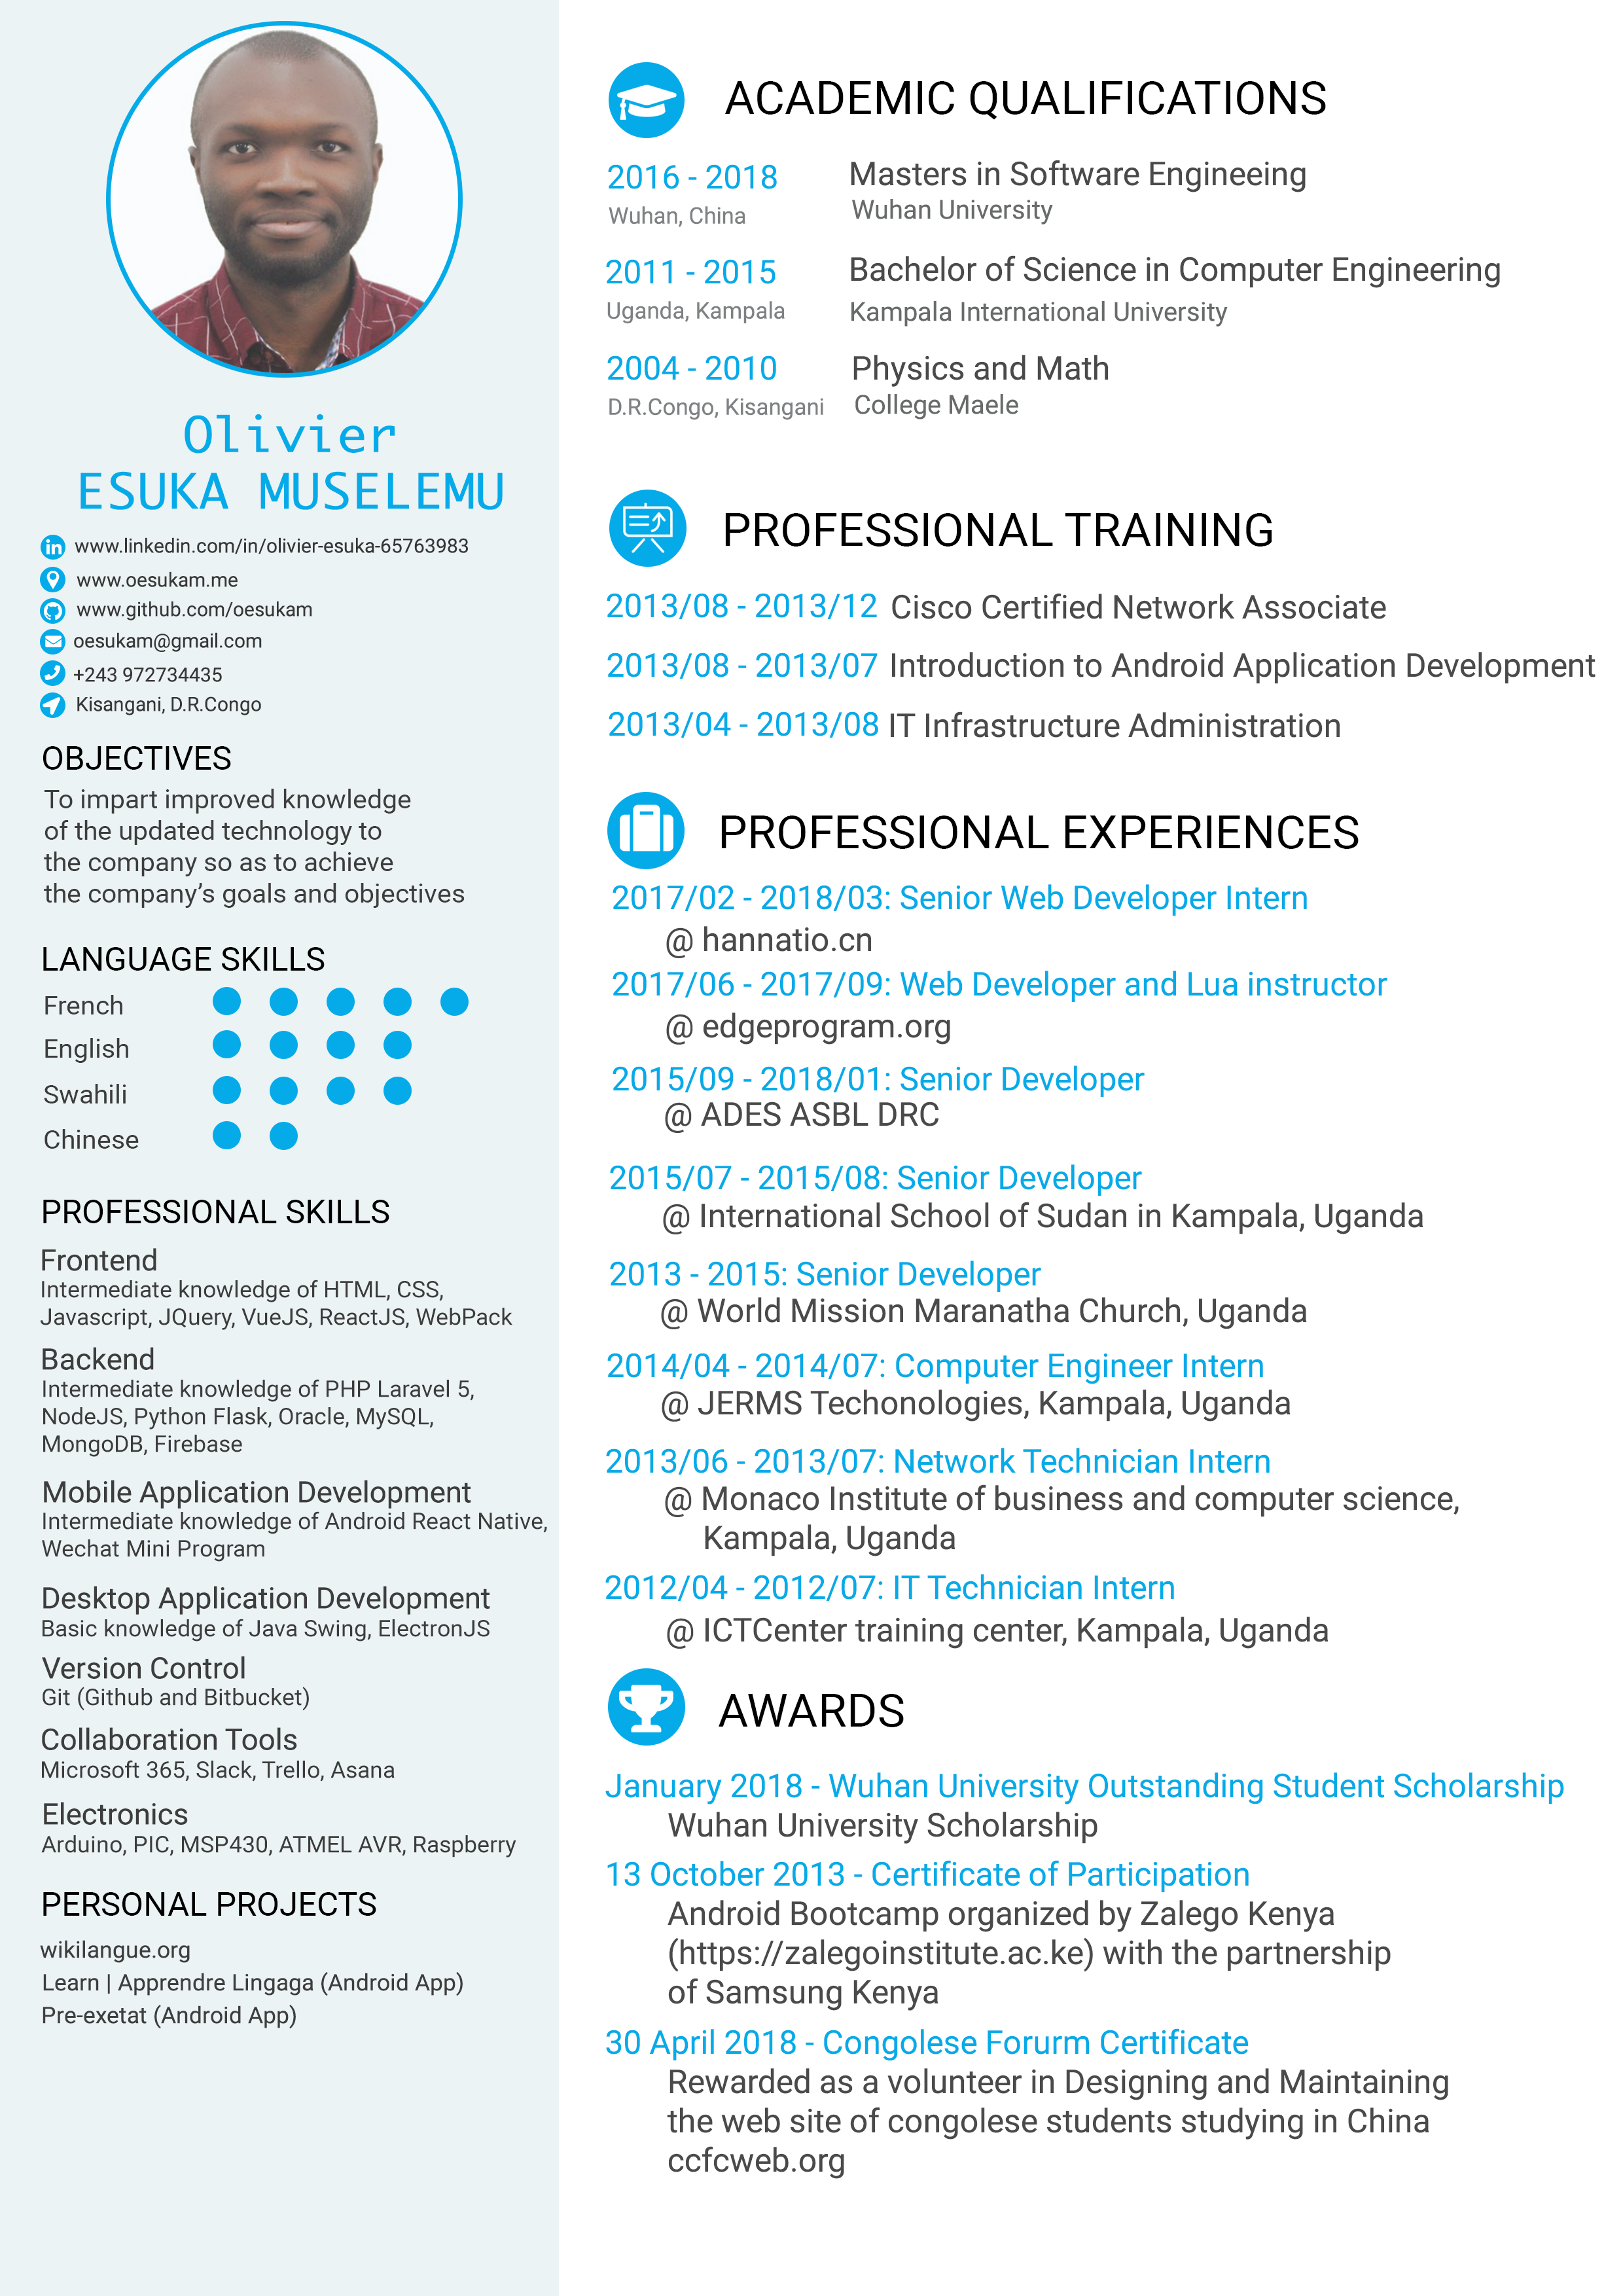 Olivier
ESUKA MUSELEMU
www.linkedin.com/in/olivier-esuka-65763983
www.oesukam.me
www.github.com/oesukam
oesukam@gmail.com
+243 972734435
Kisangani, D.R.Congo
OBJECTIVES
To impart improved knowledge
of the updated technology to
the company so as to achieve
the company's goals and objectives
LANGUAGE SKILLS
French
English
Swahili
Chinese
PROFESSIONAL SKILLS
Frontend
Intermediate knowledge of HTML, CSS,
Javascript, JQuery, VueJS, ReactJS, WebPack
Backend
Intermediate knowledge of PHP Laravel 5,
NodeJS, Python Flask, Oracle, MySQL,
MongoDB, Firebase
Mobile Application Development
Intermediate knowledge of Android React Native,
Wechat Mini Program
Desktop Application Development
Basic knowledge of Java Swing, ElectronJS
Version Control
Git (Github and Bitbucket)
Collaboration Tools
Microsoft 365, Slack, Trello, Asana
Electronics
Arduino, PIC, MSP430, ATMEL AVR, Raspberry
PERSONAL PROJECTS
wikilangue.org
Learn | Apprendre Lingaga (Android App)
Pre-exetat (Android App)
ACADEMIC QUALIFICATIONS
2016 - 2018 Masters in Software Engineeing
Wuhan, China Wuhan University
2011 - 2015 Bachelor of Science in Computer Engineering
Uganda, Kampala Kampala International University
2004 - 2010 Physics and Math
D.R.Congo, Kisangani College Maele
PROFESSIONAL TRAINING
2013/08 - 2013/12 Cisco Certified Network Associate
2013/08 - 2013/07 Introduction to Android Application Development
2013/04 - 2013/08 IT Infrastructure Administration
PROFESSIONAL EXPERIENCES
2017/02 - 2018/03: Senior Web Developer Intern
@ hannatio.cn
2017/06 - 2017/09: Web Developer and Lua instructor
@ edgeprogram.org
2015/09 - 2018/01: Senior Developer
@ ADES ASBL DRC
2015/07 - 2015/08: Senior Developer
@ International School of Sudan in Kampala, Uganda
2013 - 2015: Senior Developer
@ World Mission Maranatha Church, Uganda
2014/04 - 2014/07: Computer Engineer Intern
@ JERMS Techonologies, Kampala, Uganda
2013/06 - 2013/07: Network Technician Intern
@ Monaco Institute of business and computer science,
Kampala, Uganda
2012/04 - 2012/07: IT Technician Intern
@ ICTCenter training center, Kampala, Uganda
AWARDS
January 2018 - Wuhan University Outstanding Student Scholarship
Wuhan University Scholarship
13 October 2013 - Certificate of Participation
Android Bootcamp organized by Zalego Kenya
(https://zalegoinstitute.ac.ke) with the partnership
of Samsung Kenya
30 April 2018 - Congolese Forurm Certificate
Rewarded as a volunteer in Designing and Maintaining
the web site of congolese students studying in China
ccfcweb.org